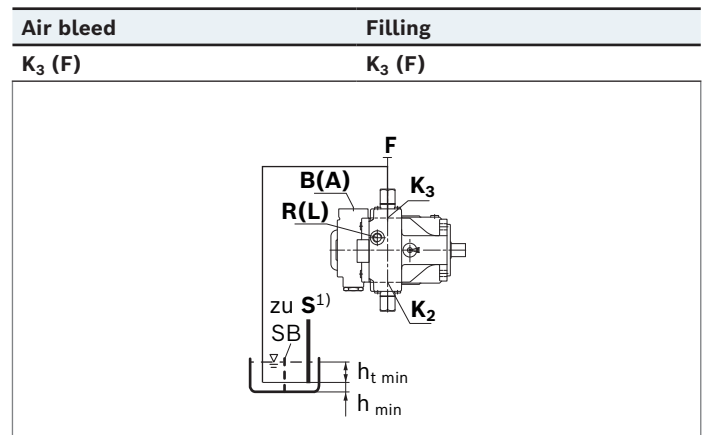 Air bleed Filling
K₃ (F) K₃ (F)
F
B(A)
K₃
R(L)
K₂
zu S¹⁾
SB
hₜ ₘᵢₙ
h ₘᵢₙ